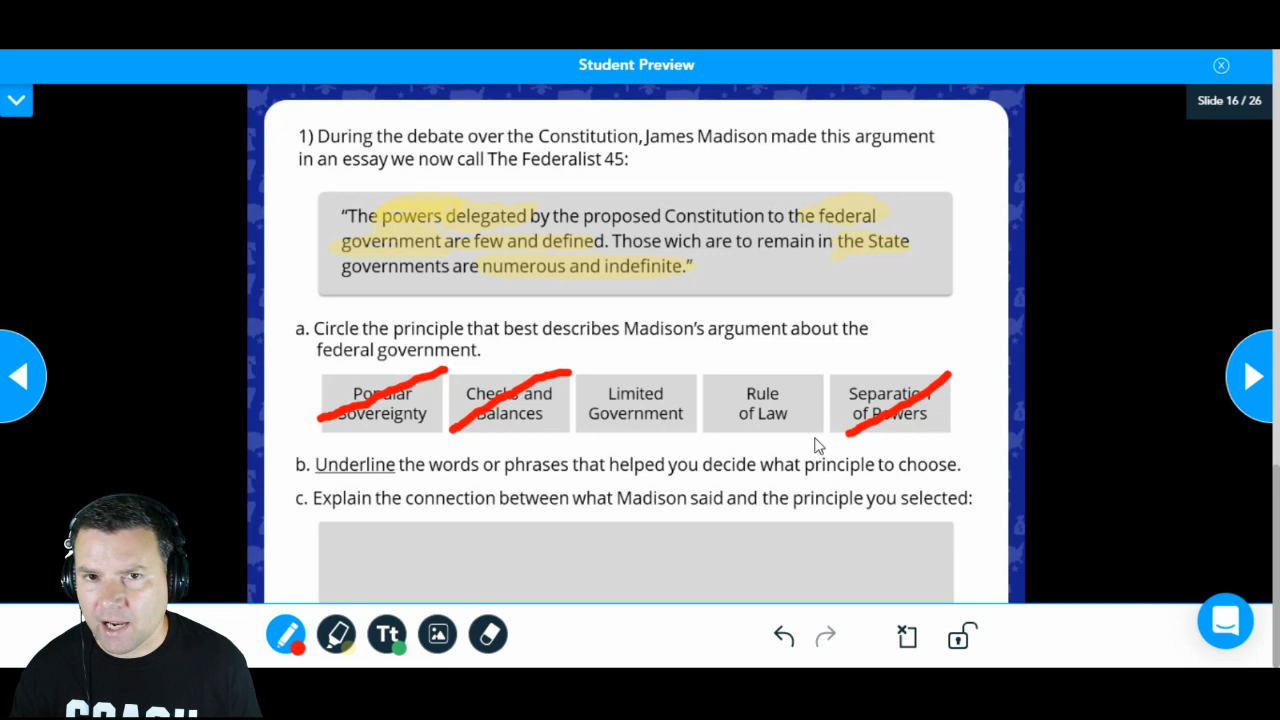 Student Preview
Slide 16 / 26
1) During the debate over the Constitution, James Madison made this argument
in an essay we now call The Federalist 45:
“The powers delegated by the proposed Constitution to the federal
government are few and defined. Those wich are to remain in the State
governments are numerous and indefinite.”
a. Circle the principle that best describes Madison’s argument about the
federal government.
Popular
Sovereignty
Checks and
Balances
Limited
Government
Rule
of Law
Separation
of Powers
b. Underline the words or phrases that helped you decide what principle to choose.
c. Explain the connection between what Madison said and the principle you selected:
Tt
COACH